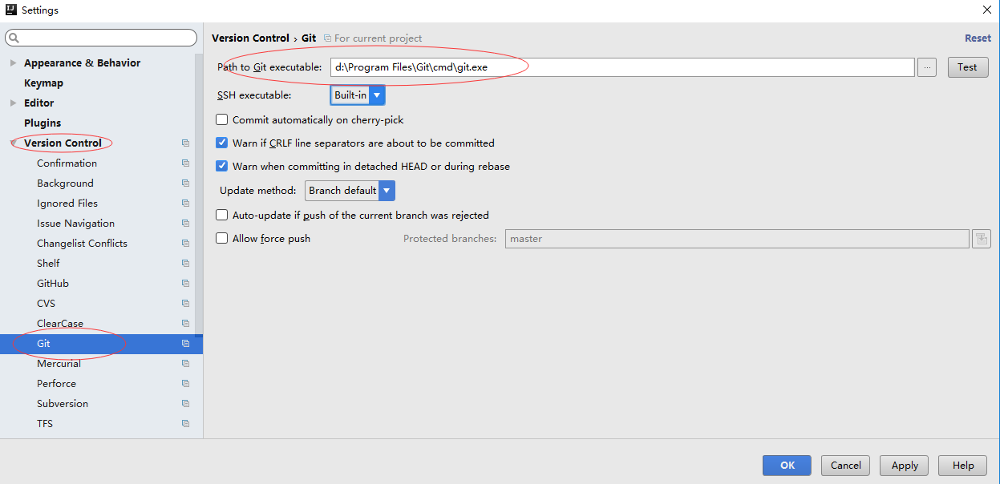 Settings
Version Control › Git For current project Reset
Appearance & Behavior
Keymap
Editor
Plugins
Version Control
Confirmation
Background
Ignored Files
Issue Navigation
Changelist Conflicts
Shelf
GitHub
CVS
ClearCase
Git
Mercurial
Perforce
Subversion
TFS
Path to Git executable: d:\Program Files\Git\cmd\git.exe ... Test
SSH executable: Built-in
Commit automatically on cherry-pick
Warn if CRLF line separators are about to be committed
Warn when committing in detached HEAD or during rebase
Update method: Branch default
Auto-update if push of the current branch was rejected
Allow force push Protected branches: master
OK Cancel Apply Help